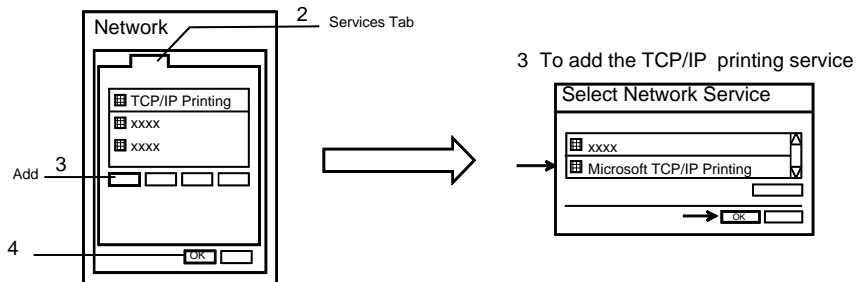 Network
2 Services Tab
TCP/IP Printing
xxxx
xxxx
Add 3
4 OK
3 To add the TCP/IP printing service
Select Network Service
xxxx
Microsoft TCP/IP Printing
OK